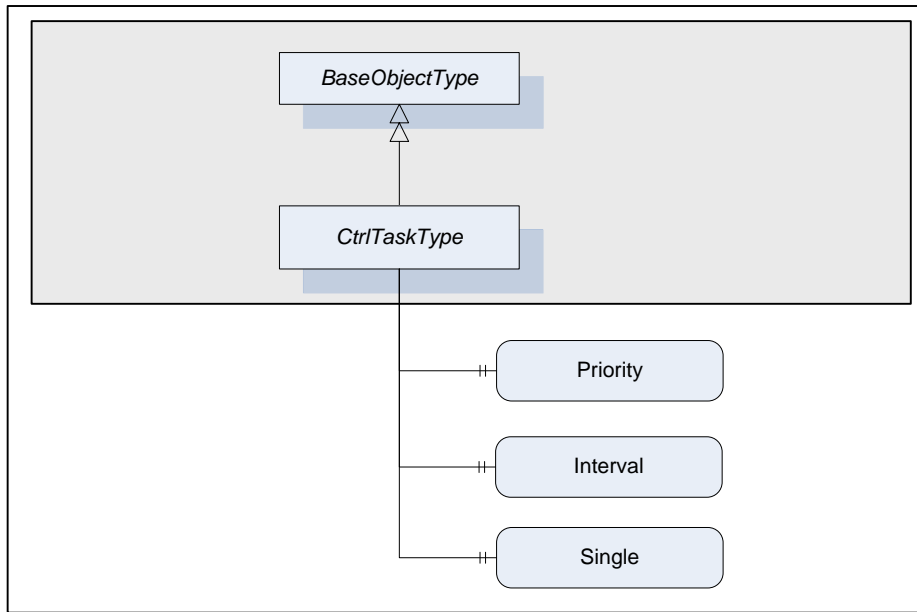 BaseObjectType
CtrlTaskType
Priority
Interval
Single